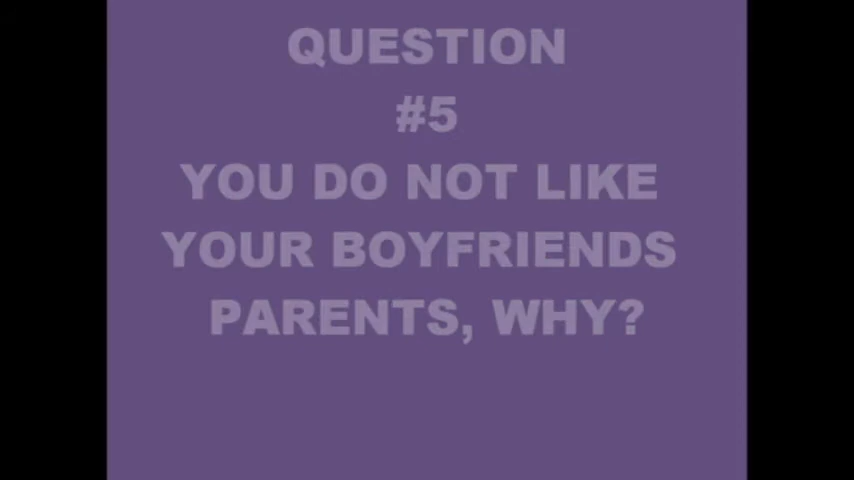 QUESTION
#5
YOU DO NOT LIKE
YOUR BOYFRIENDS
PARENTS, WHY?